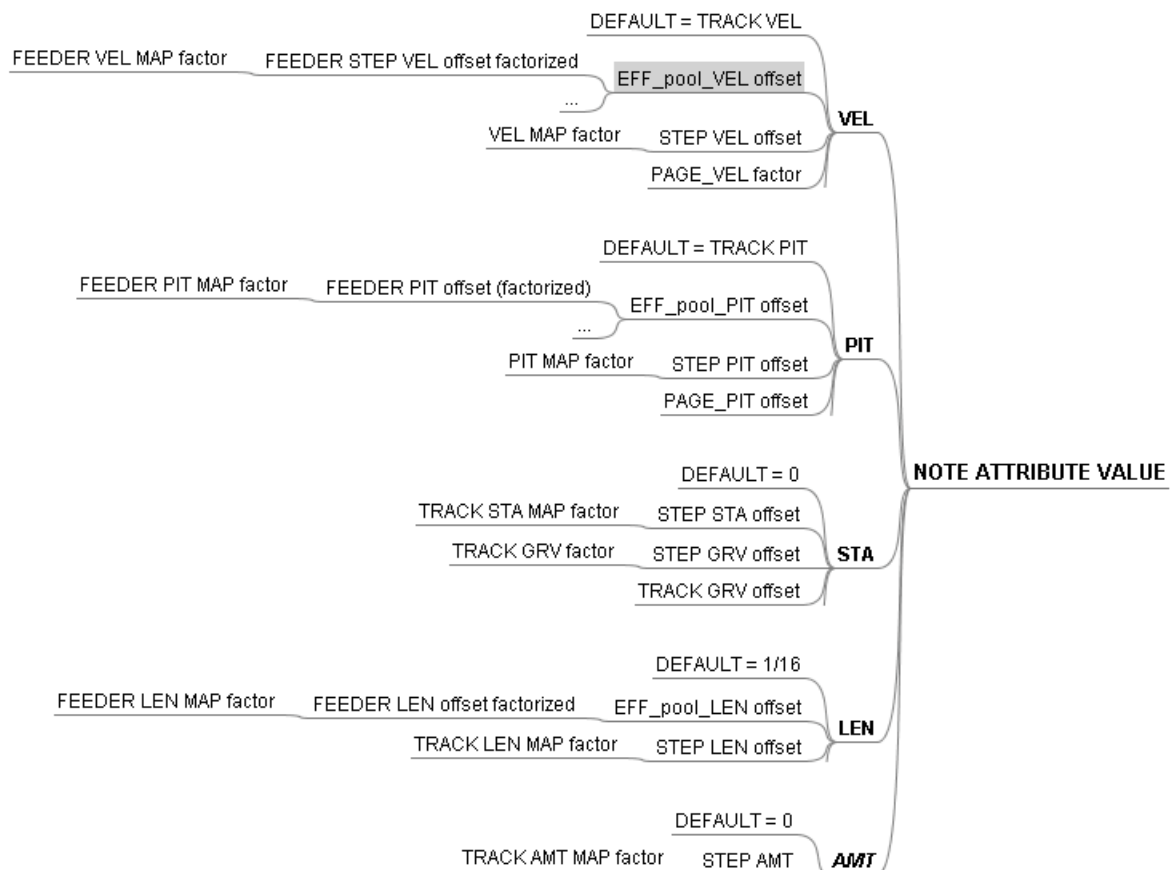 DEFAULT = TRACK VEL
FEEDER VEL MAP factor FEEDER STEP VEL offset factorized EFF_pool_VEL offset
...
VEL
VEL MAP factor STEP VEL offset
PAGE_VEL factor
DEFAULT = TRACK PIT
FEEDER PIT MAP factor FEEDER PIT offset (factorized) EFF_pool_PIT offset
...
PIT
PIT MAP factor STEP PIT offset
PAGE_PIT offset
NOTE ATTRIBUTE VALUE
DEFAULT = 0
TRACK STA MAP factor STEP STA offset
TRACK GRV factor STEP GRV offset STA
TRACK GRV offset
DEFAULT = 1/16
FEEDER LEN MAP factor FEEDER LEN offset factorized EFF_pool_LEN offset
LEN
TRACK LEN MAP factor STEP LEN offset
DEFAULT = 0
TRACK AMT MAP factor STEP AMT AMT